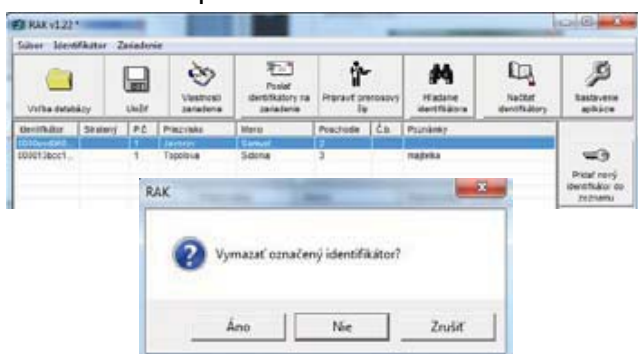 RAK v1.22 *
Súbor Identifikátor Zariadenie
Voľba databázy
Uložiť
Vlastnosti zariadenia
Poslať identifikátory na zariadenie
Pripraviť prenosový čip
Hľadanie identifikátora
Načítať identifikátory
Nastavenie aplikácie
Identifikátor Stratený P.Č. Priezvisko Meno Poschodie Č.b. Poznámky
1 Samuel 2
1 Topoľová Sidónia 3 majiteľka
Pridať nový identifikátor do zoznamu
RAK
Vymazať označený identifikátor?
Áno Nie Zrušiť